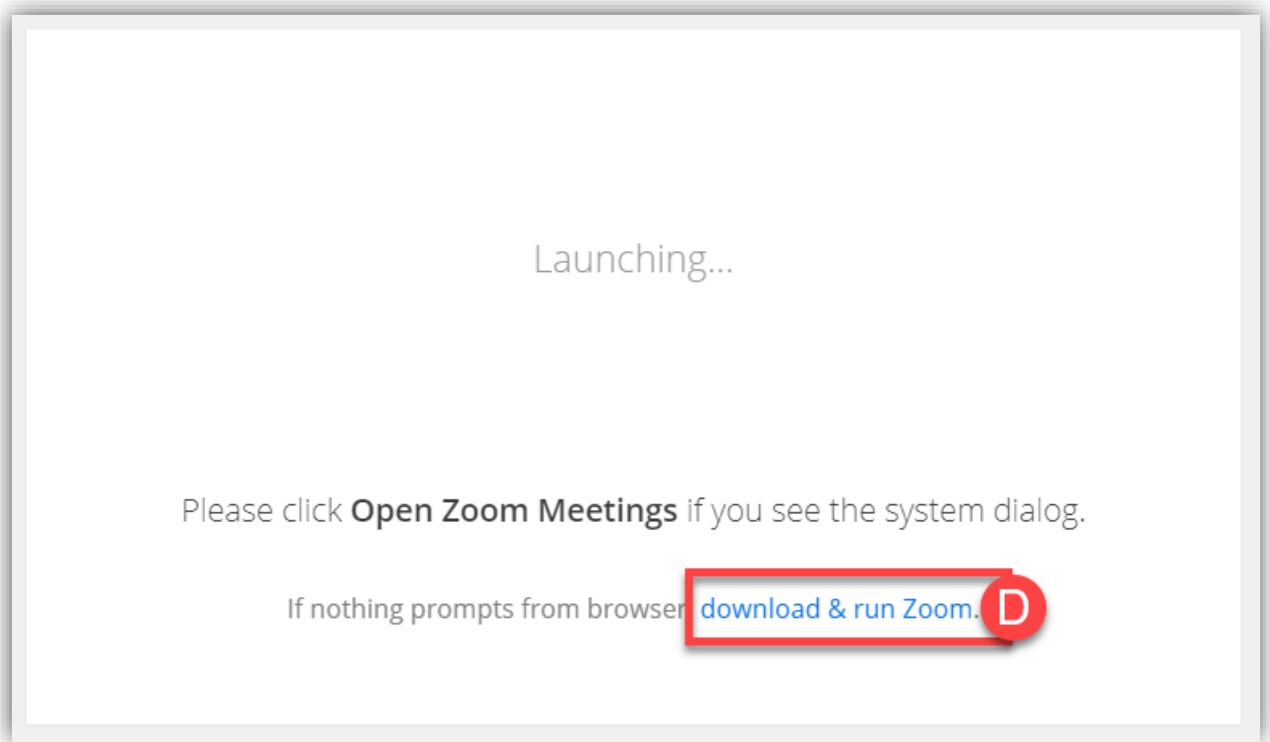 Launching...
Please click Open Zoom Meetings if you see the system dialog.
If nothing prompts from browser download & run Zoom.
D